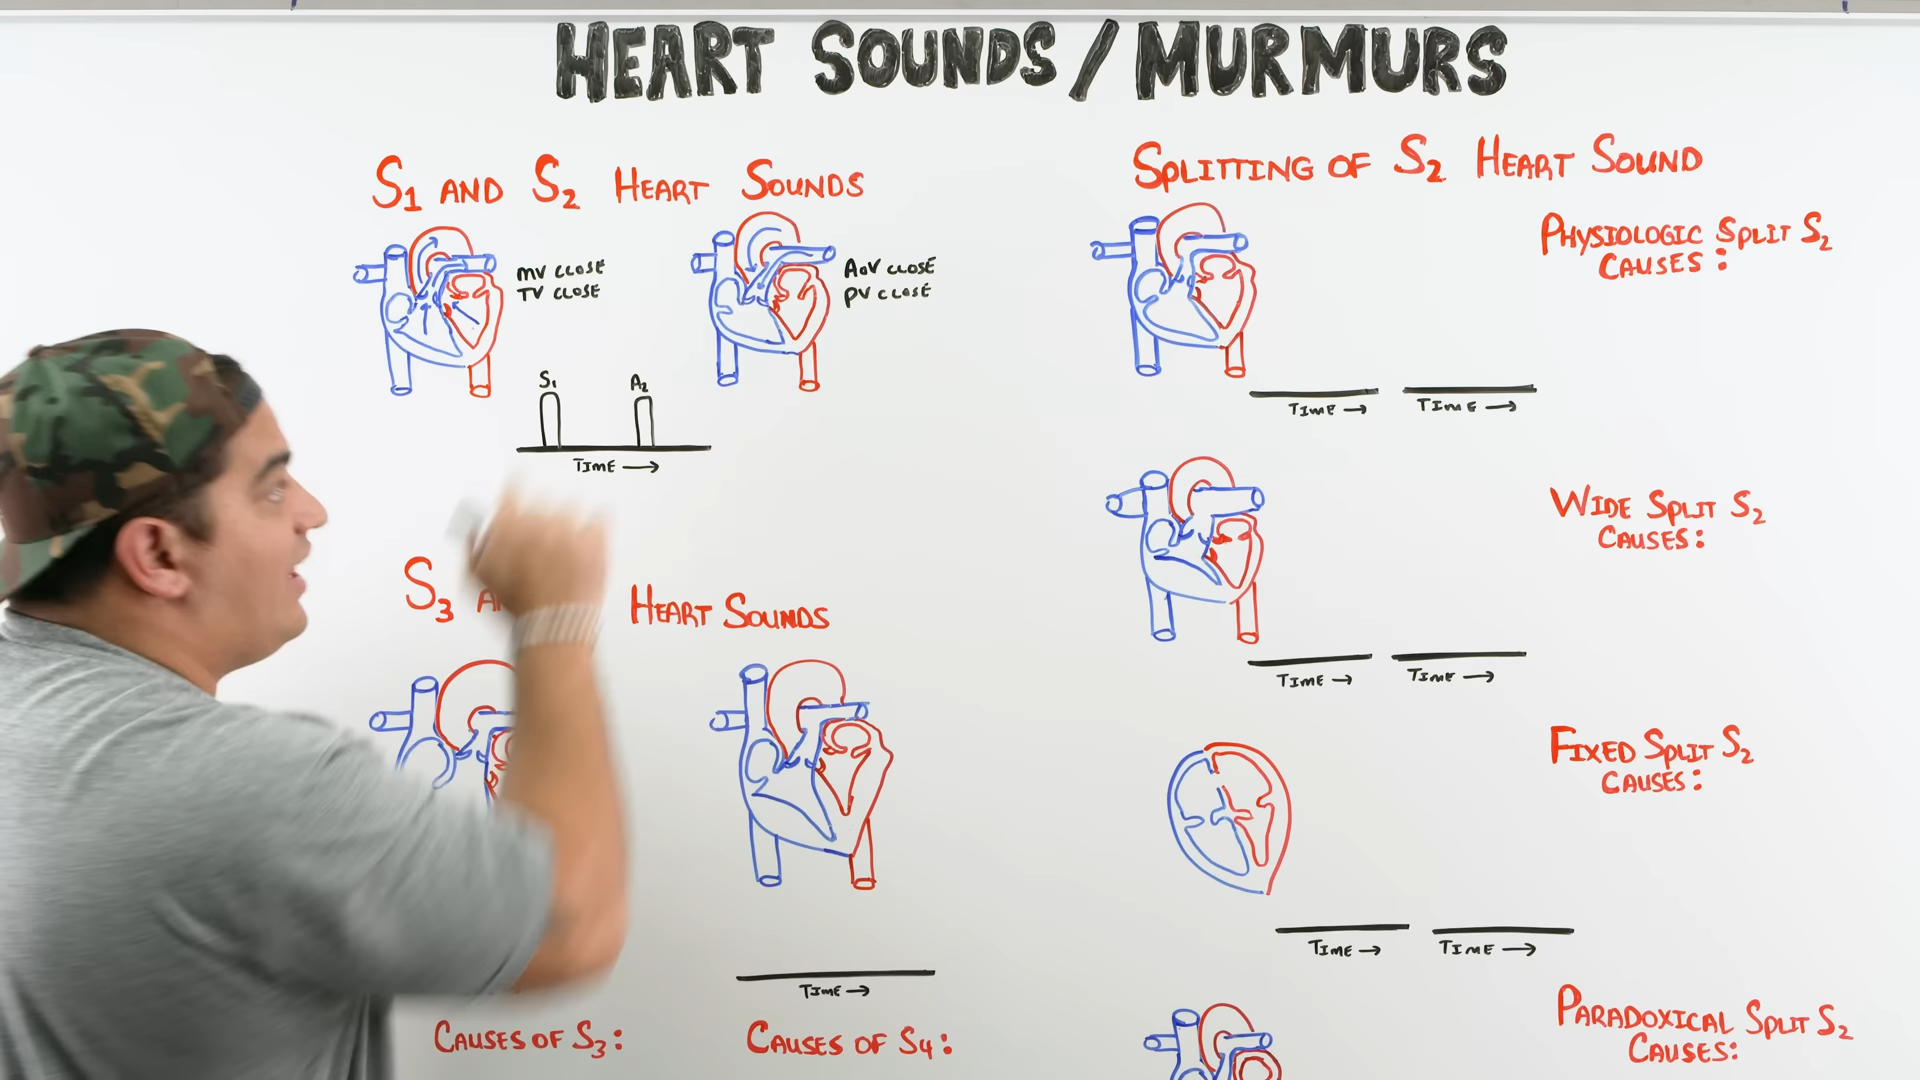 HEART SOUNDS / MURMURS
S1 AND S2 HEART SOUNDS
MV CLOSE
TV CLOSE
AOV CLOSE
PV CLOSE
S1
A2
TIME →
S3
HEART SOUNDS
TIME →
CAUSES OF S3:
CAUSES OF S4:
SPLITTING OF S2 HEART SOUND
PHYSIOLOGIC SPLIT S2
CAUSES:
TIME →
TIME →
WIDE SPLIT S2
CAUSES:
TIME →
TIME →
FIXED SPLIT S2
CAUSES:
TIME →
TIME →
PARADOXICAL SPLIT S2
CAUSES: